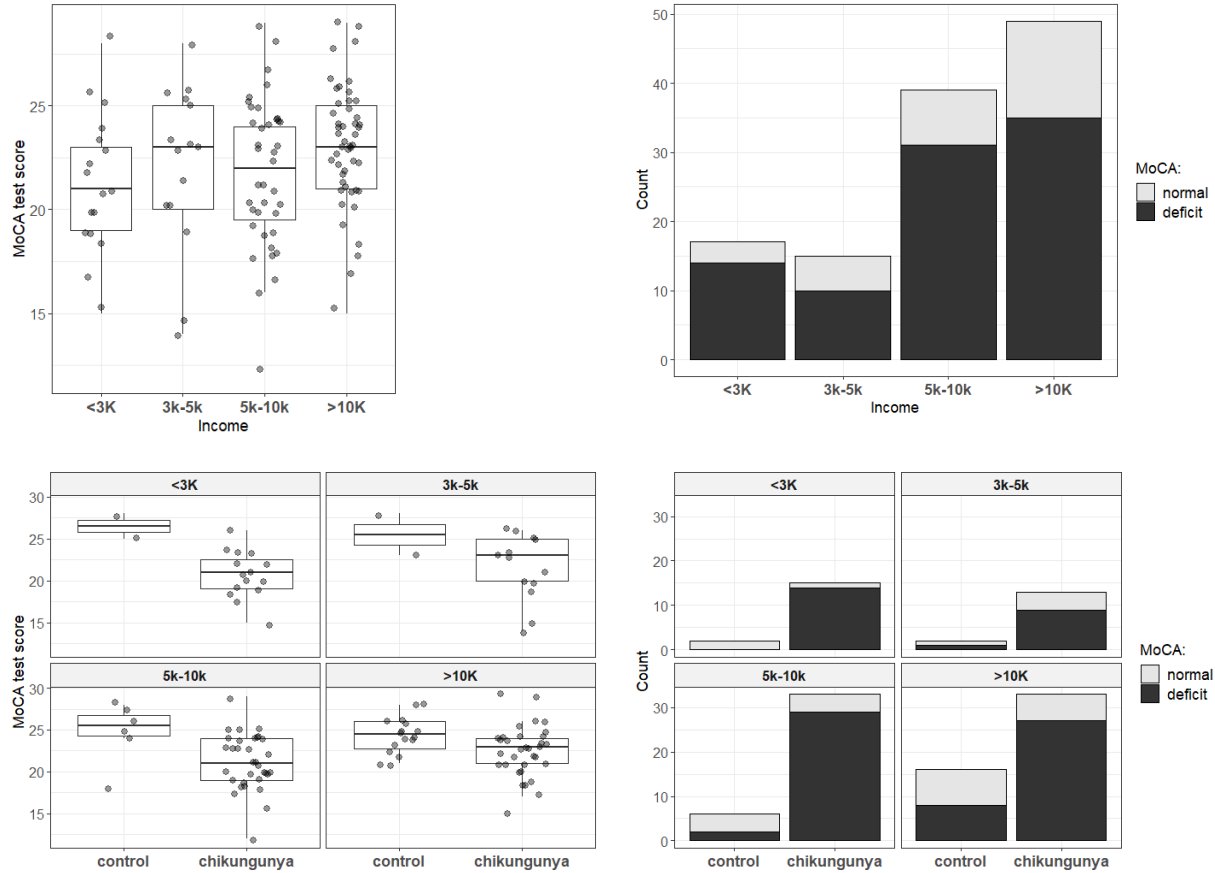 MoCA test score
25
20
15
<3K
3k-5k
5k-10k
>10K
Income
Count
50
40
30
20
10
0
<3K
3k-5k
5k-10k
>10K
Income
MoCA:
normal
deficit
MoCA test score
<3K
3k-5k
30
25
20
15
5k-10k
>10K
30
25
20
15
control
chikungunya
control
chikungunya
Count
<3K
3k-5k
30
20
10
0
5k-10k
>10K
30
20
10
0
control
chikungunya
control
chikungunya
MoCA:
normal
deficit